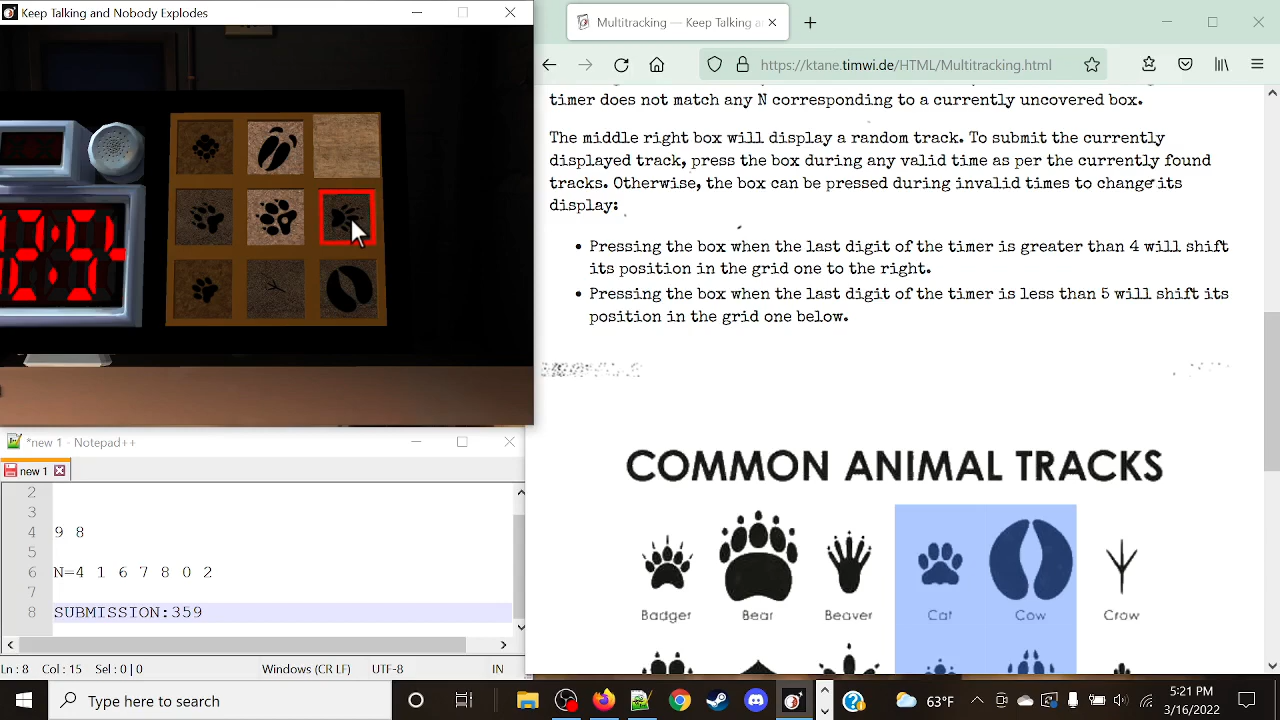 Keep Talking and Nobody Explodes
Multitracking — Keep Talking an
https://ktane.timwi.de/HTML/Multitracking.html
timer does not match any N corresponding to a currently uncovered box.
The middle right box will display a random track. To submit the currently
displayed track, press the box during any valid time as per the currently found
tracks. Otherwise, the box can be pressed during invalid times to change its
display:
Pressing the box when the last digit of the timer is greater than 4 will shift
its position in the grid one to the right.
Pressing the box when the last digit of the timer is less than 5 will shift its
position in the grid one below.
COMMON ANIMAL TRACKS
Badger Bear Beaver Cat Cow Crow
*new 1 - Notepad++
new 1
2
3
4 9 8
5
6 N=4 1 6 7 8 0 2
7
8 SUBMISSION:359
Ln : 8 Col : 15 Sel : 0 | 0 Windows (CR LF) UTF-8 IN
Type here to search
63°F
5:21 PM
3/16/2022